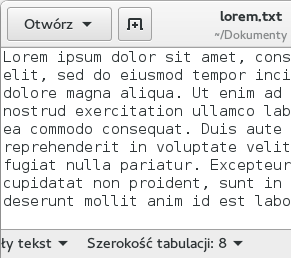 Otwórz
lorem.txt
~/Dokumenty
Lorem ipsum dolor sit amet, cons
elit, sed do eiusmod tempor inci
dolore magna aliqua. Ut enim ad
nostrud exercitation ullamco lab
ea commodo consequat. Duis aute
reprehenderit in voluptate velit
fugiat nulla pariatur. Excepteur
cupidatat non proident, sunt in
deserunt mollit anim id est labo
ły tekst Szerokość tabulacji: 8